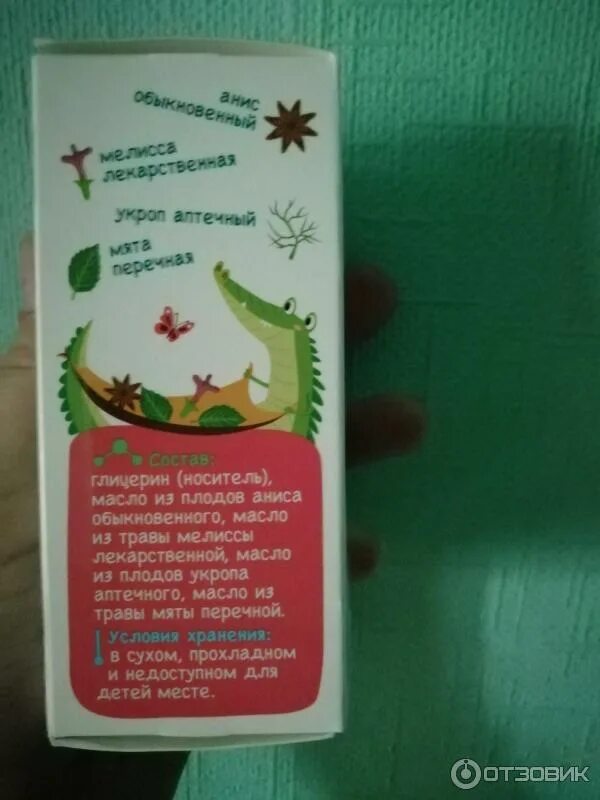 анис
обыкновенный
мелисса
лекарственная
укроп аптечный
мята
перечная
Состав:
глицерин (носитель),
масло из плодов аниса
обыкновенного, масло
из травы мелиссы
лекарственной, масло
из плодов укропа
аптечного, масло из
травы мяты перечной.
Условия хранения:
в сухом, прохладном
и недоступном для
детей месте.
ОТЗОВИК